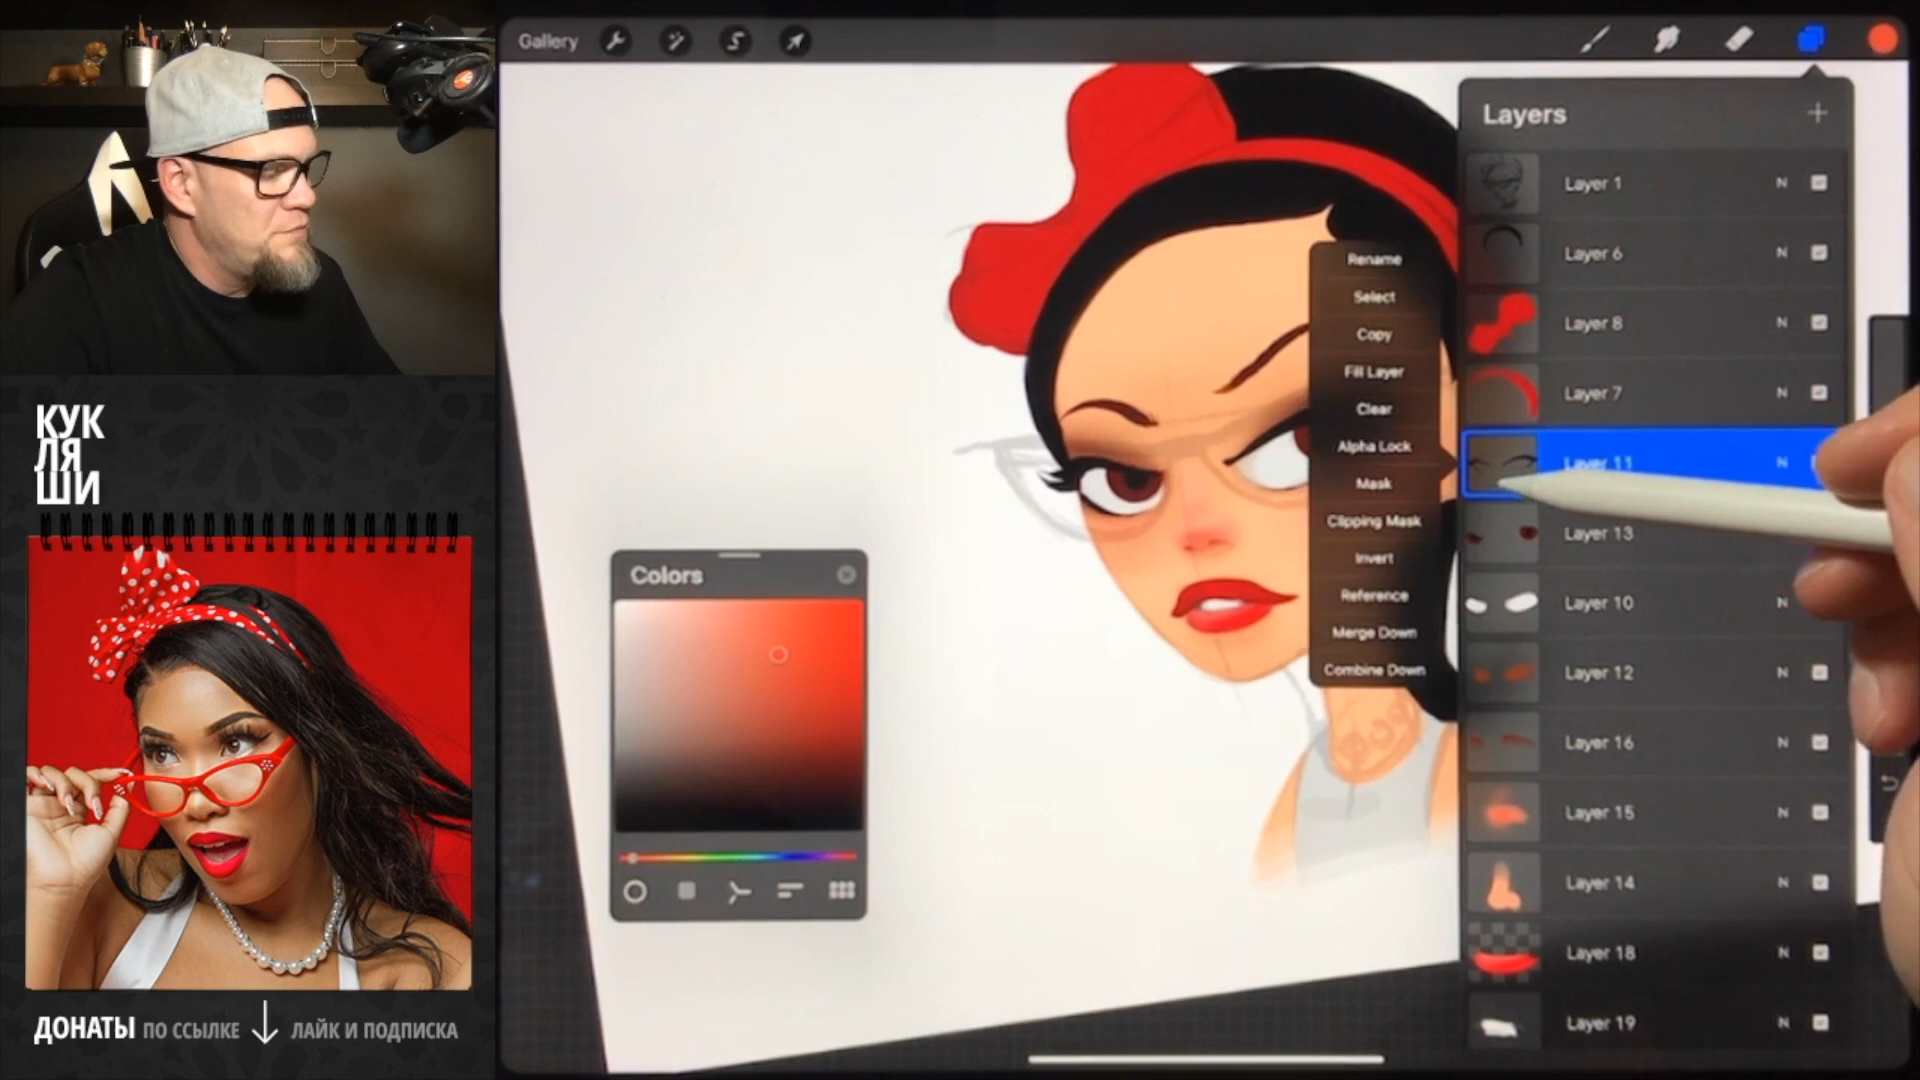 КУК
ЛЯ
ШИ
ДОНАТЫ ПО ССЫЛКЕ ↓ ЛАЙК И ПОДПИСКА
Gallery
Colors
Rename
Select
Copy
Fill Layer
Clear
Alpha Lock
Mask
Clipping Mask
Invert
Reference
Merge Down
Combine Down
Layers
Layer 1 N
Layer 6 N
Layer 8 N
Layer 7 N
Layer 11 N
Layer 13
Layer 10 N
Layer 12 N
Layer 16 N
Layer 15 N
Layer 14 N
Layer 18 N
Layer 19 N